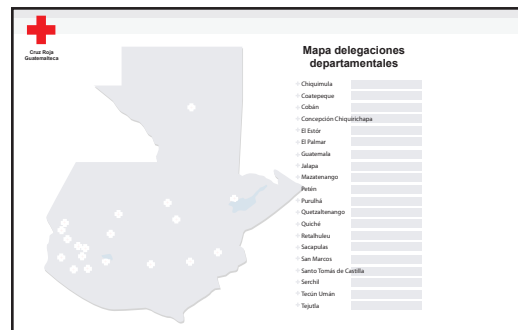 Cruz Roja
Guatemalteca
Mapa delegaciones
departamentales
Chiquimula
Coatepeque
Cobán
Concepción Chiquirichapa
El Estór
El Palmar
Guatemala
Jalapa
Mazatenango
Petén
Purulhá
Quetzaltenango
Quiché
Retalhuleu
Sacapulas
San Marcos
Santo Tomás de Castilla
Serchil
Tecún Umán
Tejutla